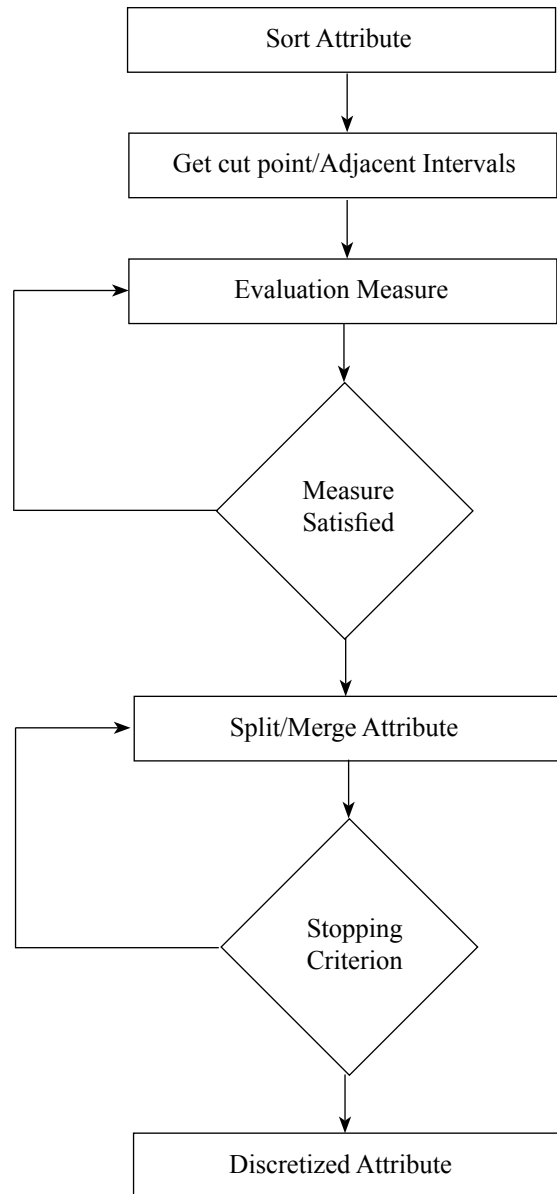 Sort Attribute
Get cut point/Adjacent Intervals
Evaluation Measure
Measure
Satisfied
Split/Merge Attribute
Stopping
Criterion
Discretized Attribute